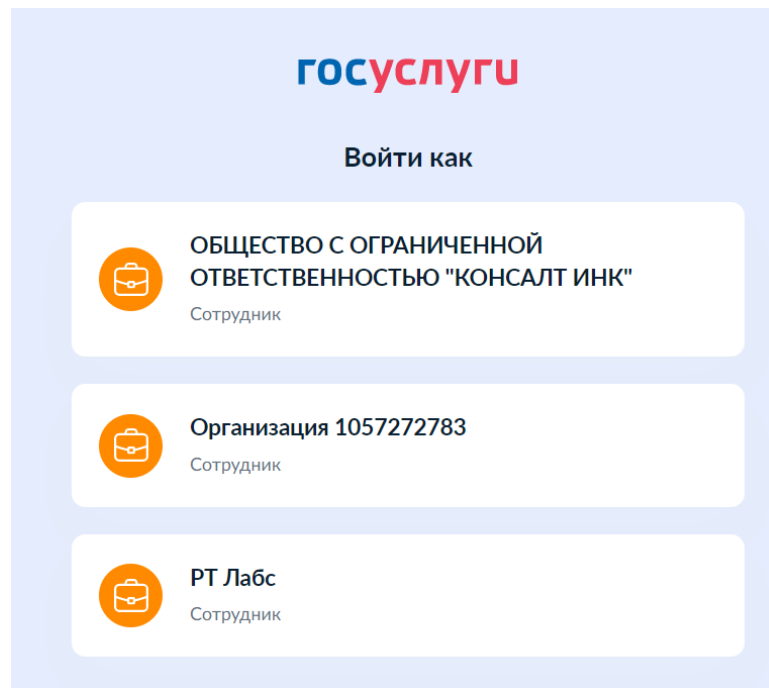 госуслуги
Войти как
ОБЩЕСТВО С ОГРАНИЧЕННОЙ
ОТВЕТСТВЕННОСТЬЮ "КОНСАЛТ ИНК"
Сотрудник
Организация 1057272783
Сотрудник
РТ Лабс
Сотрудник